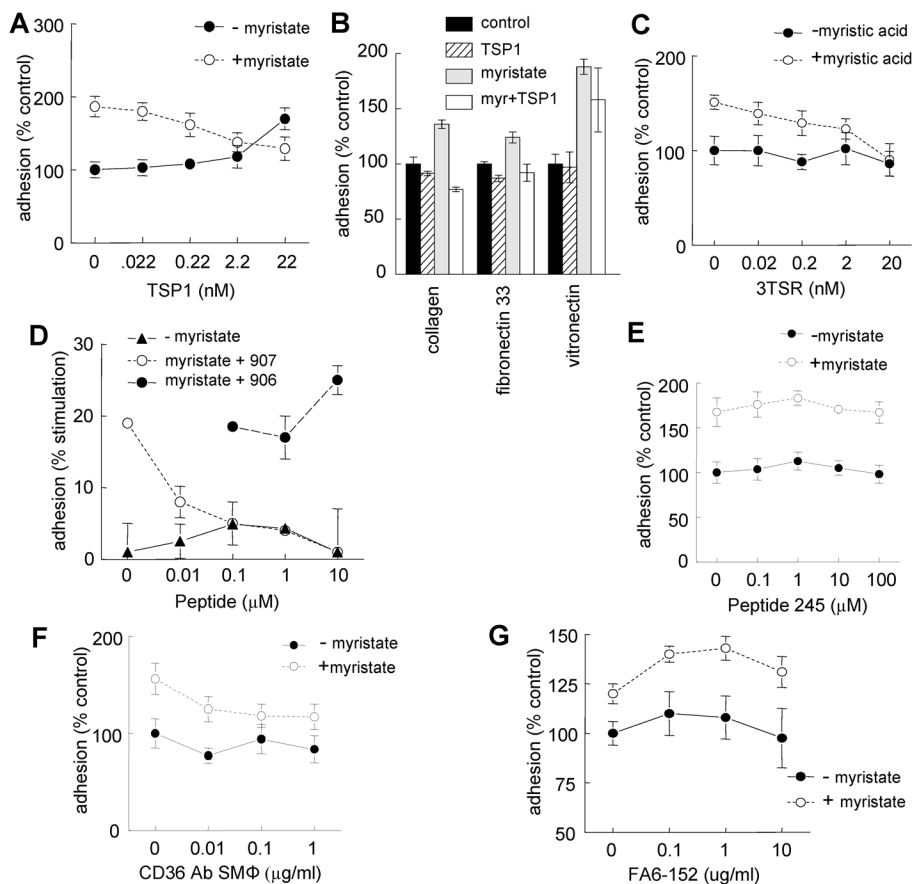 A
- myristate
+myristate
adhesion (% control)
300
200
100
0
0 .022 0.22 2.2 22
TSP1 (nM)
B
control
TSP1
myristate
myr+TSP1
adhesion (% control)
200
150
100
50
0
collagen
fibronectin 33
vitronectin
C
-myristic acid
+myristic acid
adhesion (% control)
200
100
0
0 0.02 0.2 2 20
3TSR (nM)
D
- myristate
myristate + 907
myristate + 906
adhesion (% stimulation)
30
20
10
0
0 0.01 0.1 1 10
Peptide (μM)
E
-myristate
+myristate
adhesion (% control)
200
150
100
50
0
0 0.1 1 10 100
Peptide 245 (μM)
F
- myristate
+myristate
adhesion (% control)
200
100
0
0 0.01 0.1 1
CD36 Ab SMΦ (μg/ml)
G
adhesion (% control)
150
125
100
75
50
- myristate
+ myristate
0 0.1 1 10
FA6-152 (ug/ml)